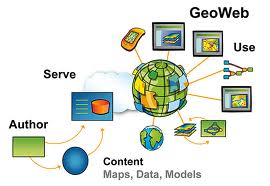 GeoWeb
Use
Serve
Author
Content
Maps, Data, Models